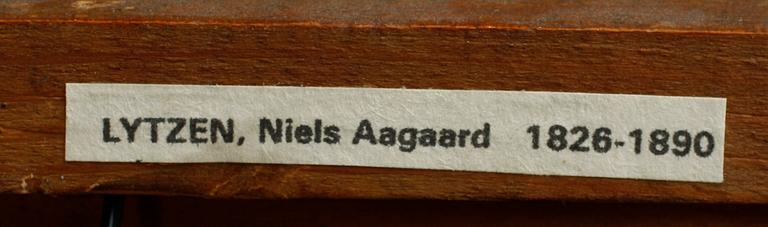 LYTZEN, Niels Aagaard 1826-1890